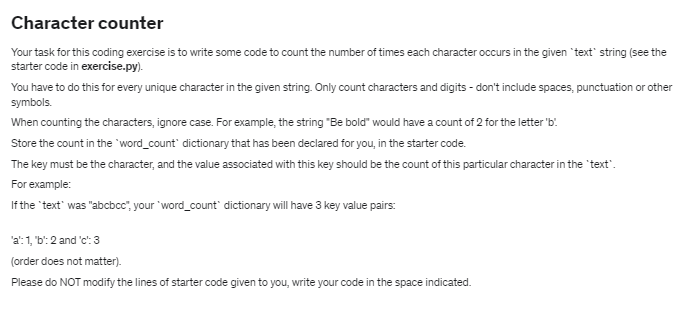 Character counter
Your task for this coding exercise is to write some code to count the number of times each character occurs in the given `text` string (see the
starter code in exercise.py).
You have to do this for every unique character in the given string. Only count characters and digits - don't include spaces, punctuation or other
symbols.
When counting the characters, ignore case. For example, the string "Be bold" would have a count of 2 for the letter 'b'.
Store the count in the `word_count` dictionary that has been declared for you, in the starter code.
The key must be the character, and the value associated with this key should be the count of this particular character in the `text`.
For example:
If the `text` was "abcbcc", your `word_count` dictionary will have 3 key value pairs:
'a': 1, 'b': 2 and 'c': 3
(order does not matter).
Please do NOT modify the lines of starter code given to you, write your code in the space indicated.